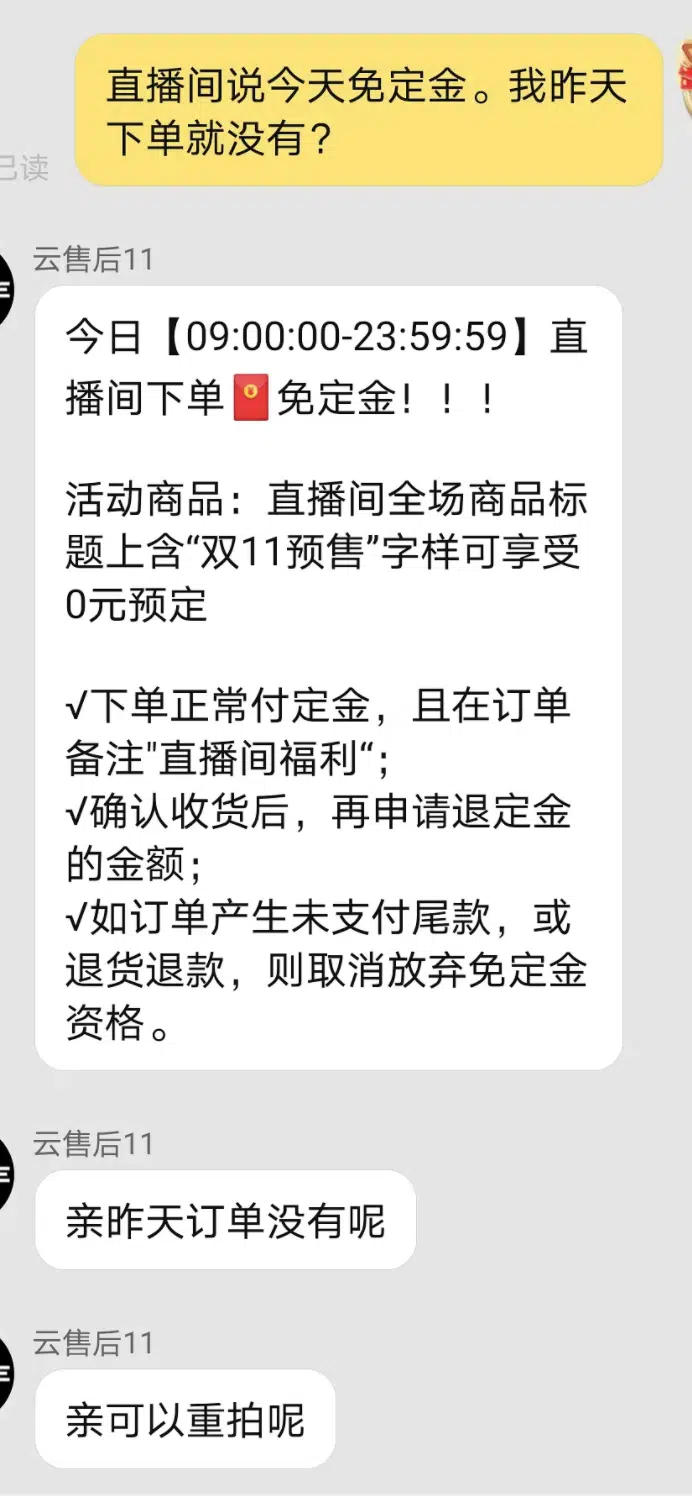 直播间说今天免定金。我昨天
下单就没有？
已读
云售后11
今日【09:00:00-23:59:59】直
播间下单🧧免定金！！！
活动商品：直播间全场商品标
题上含“双11预售”字样可享受
0元预定
√下单正常付定金，且在订单
备注"直播间福利“；
√确认收货后，再申请退定金
的金额；
√如订单产生未支付尾款，或
退货退款，则取消放弃免定金
资格。
云售后11
亲昨天订单没有呢
云售后11
亲可以重拍呢